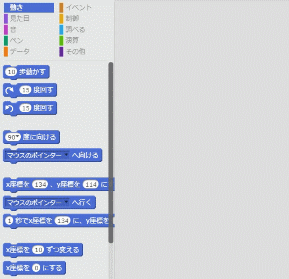 動き イベント
見た目 制御
音 調べる
ペン 演算
データ その他
10 歩動かす
15 度回す
15 度回す
90 度に向ける
マウスのポインター へ向ける
x座標を 134 、y座標を 114 に
マウスのポインター へ行く
1 秒でx座標を 134 に、y座標を
x座標を 10 ずつ変える
x座標を 0 にする